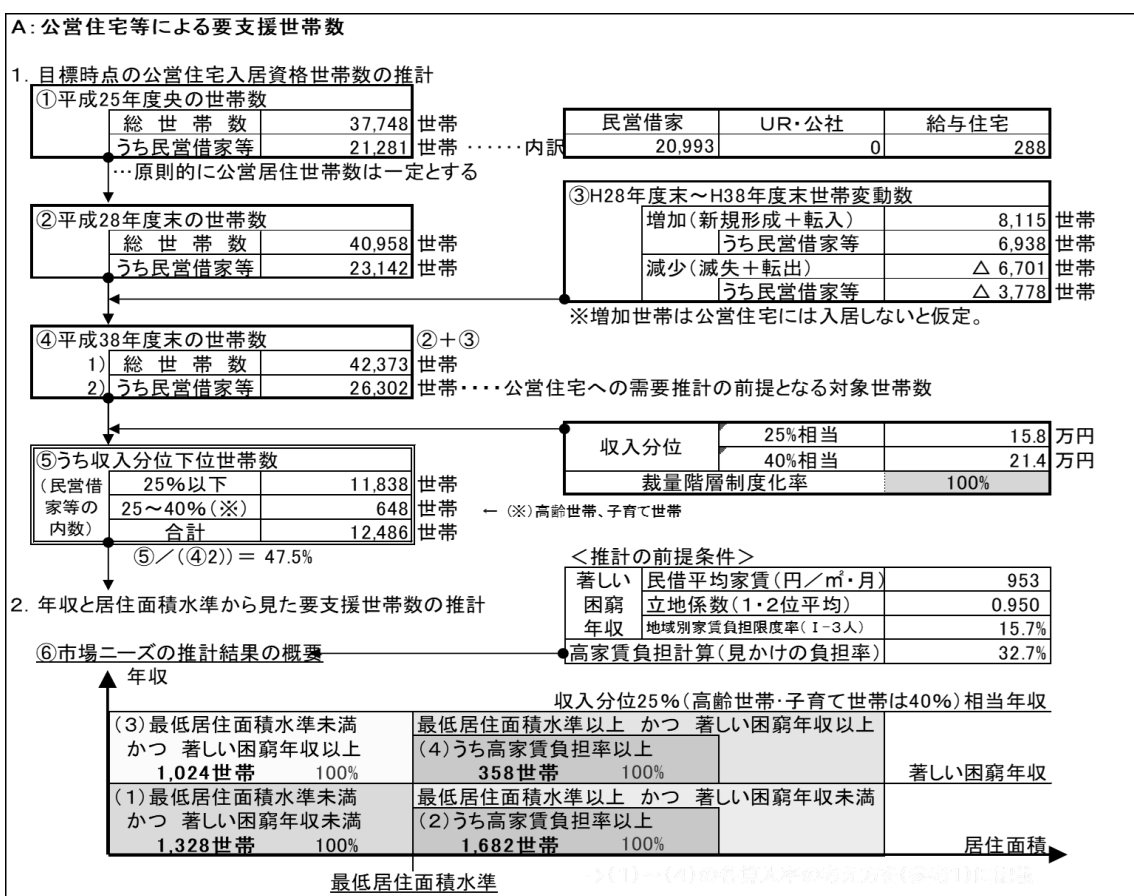 A：公営住宅等による要支援世帯数
1．目標時点の公営住宅入居資格世帯数の推計
①平成25年度央の世帯数
総世帯数 37,748 世帯
うち民営借家等 21,281 世帯 ‥‥‥内訳
民営借家 UR・公社 給与住宅
20,993 0 288
…原則的に公営居住世帯数は一定とする
②平成28年度末の世帯数
総世帯数 40,958 世帯
うち民営借家等 23,142 世帯
③H28年度末～H38年度末世帯変動数
増加（新規形成＋転入） 8,115 世帯
うち民営借家等 6,938 世帯
減少（滅失＋転出） △ 6,701 世帯
うち民営借家等 △ 3,778 世帯
※増加世帯は公営住宅には入居しないと仮定。
④平成38年度末の世帯数 ②＋③
1) 総世帯数 42,373 世帯
2) うち民営借家等 26,302 世帯‥‥公営住宅への需要推計の前提となる対象世帯数
収入分位 25%相当 15.8 万円
40%相当 21.4 万円
裁量階層制度化率 100%
⑤うち収入分位下位世帯数
（民営借家等の内数）
25%以下 11,838 世帯
25～40%（※） 648 世帯 ← （※）高齢世帯、子育て世帯
合計 12,486 世帯
⑤／（④2））＝ 47.5%
＜推計の前提条件＞
著しい困窮年収
民借平均家賃（円／㎡・月） 953
立地係数（1・2位平均） 0.950
地域別家賃負担限度率（Ⅰ-3人） 15.7%
高家賃負担計算（見かけの負担率） 32.7%
2．年収と居住面積水準から見た要支援世帯数の推計
⑥市場ニーズの推計結果の概要
年収
収入分位25%（高齢世帯・子育て世帯は40%）相当年収
（3）最低居住面積水準未満
かつ 著しい困窮年収以上
1,024世帯 100%
最低居住面積水準以上 かつ 著しい困窮年収以上
（4）うち高家賃負担率以上
358世帯 100%
著しい困窮年収
（1）最低居住面積水準未満
かつ 著しい困窮年収未満
1,328世帯 100%
最低居住面積水準以上 かつ 著しい困窮年収未満
（2）うち高家賃負担率以上
1,682世帯 100%
居住面積
最低居住面積水準